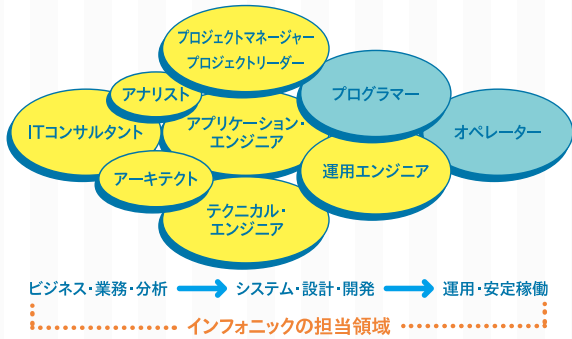 プロジェクトマネージャー
プロジェクトリーダー
アナリスト
プログラマー
ITコンサルタント
アプリケーション・
エンジニア
オペレーター
アーキテクト
運用エンジニア
テクニカル・
エンジニア
ビジネス・業務・分析 → システム・設計・開発 → 運用・安定稼働
インフォニックの担当領域